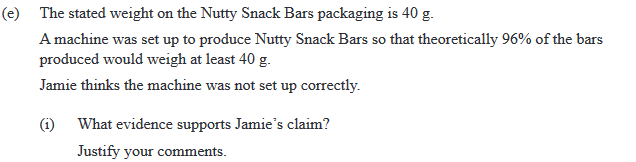 (e) The stated weight on the Nutty Snack Bars packaging is 40 g.
A machine was set up to produce Nutty Snack Bars so that theoretically 96% of the bars
produced would weigh at least 40 g.
Jamie thinks the machine was not set up correctly.
(i) What evidence supports Jamie's claim?
Justify your comments.